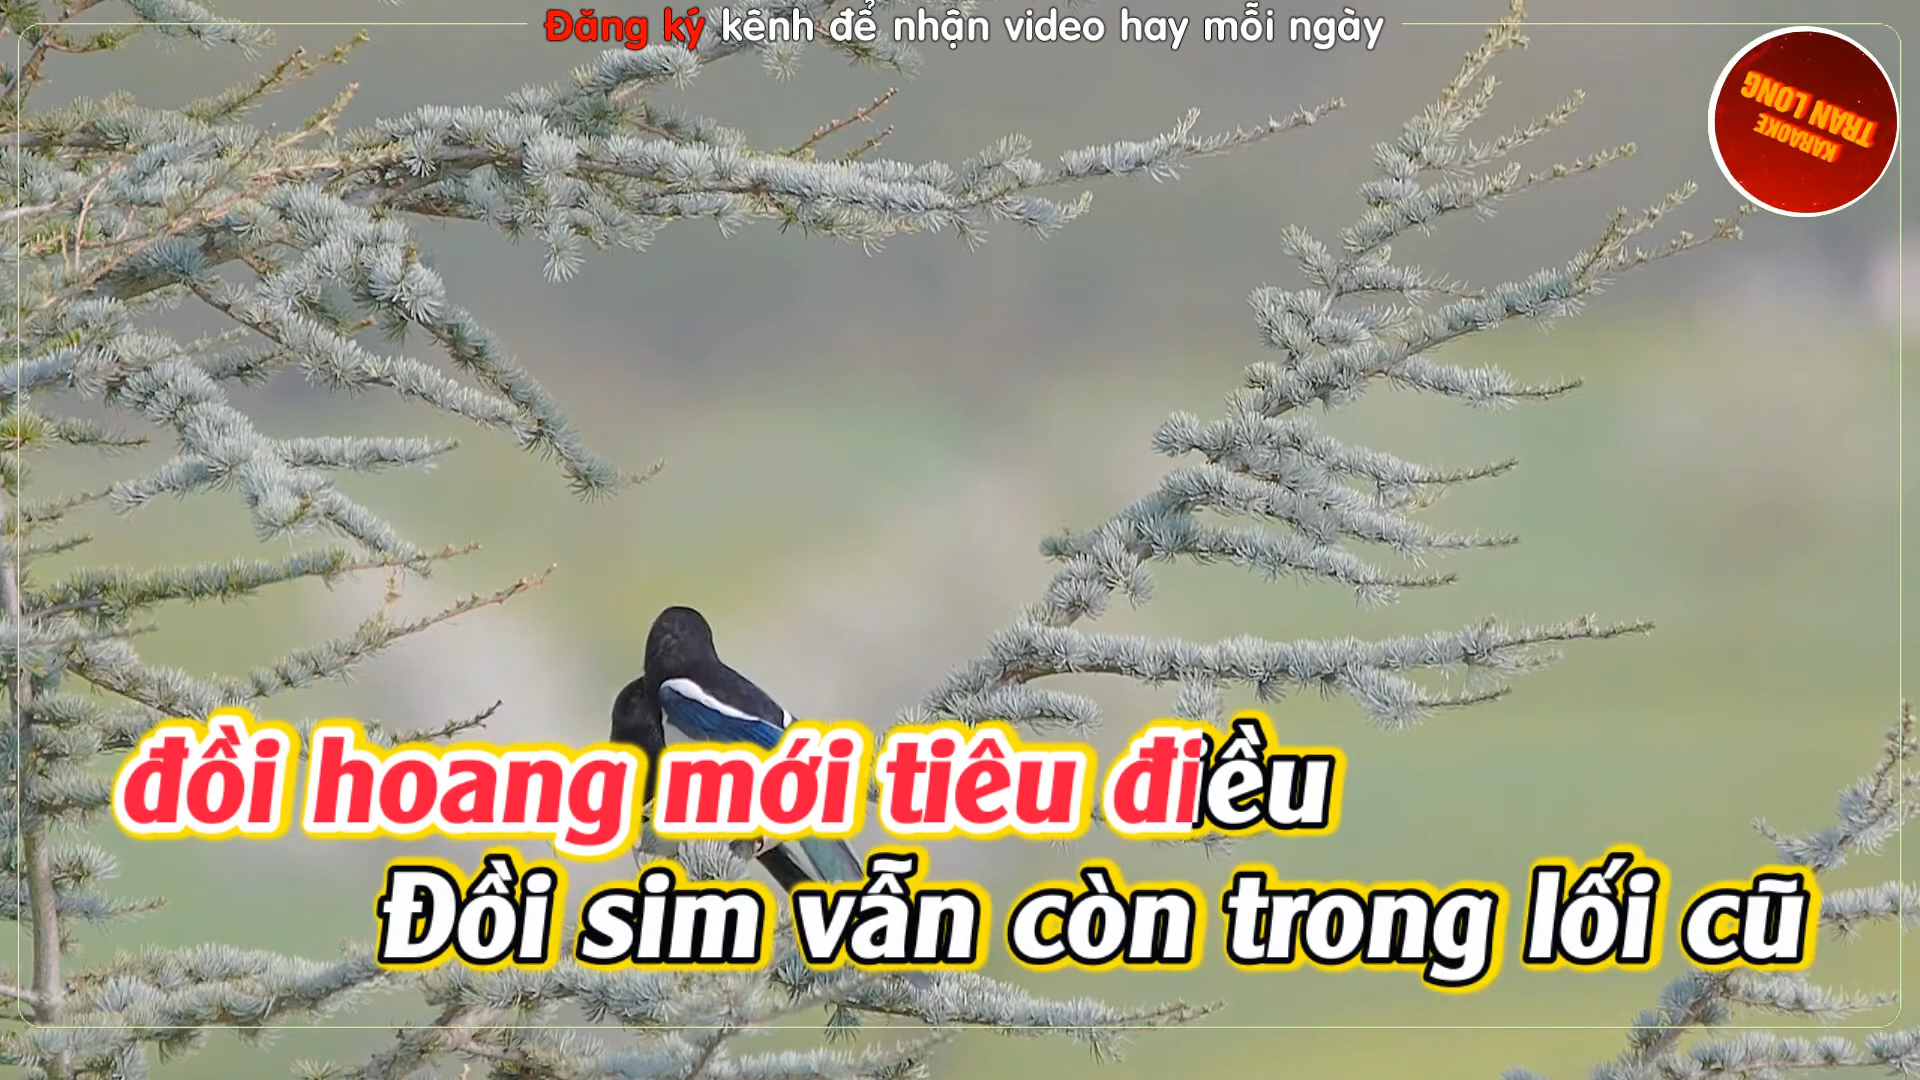 Đăng ký kênh để nhận video hay mỗi ngày
KARAOKE
TRAN LONG
đồi hoang mới tiêu điều
Đồi sim vẫn còn trong lối cũ